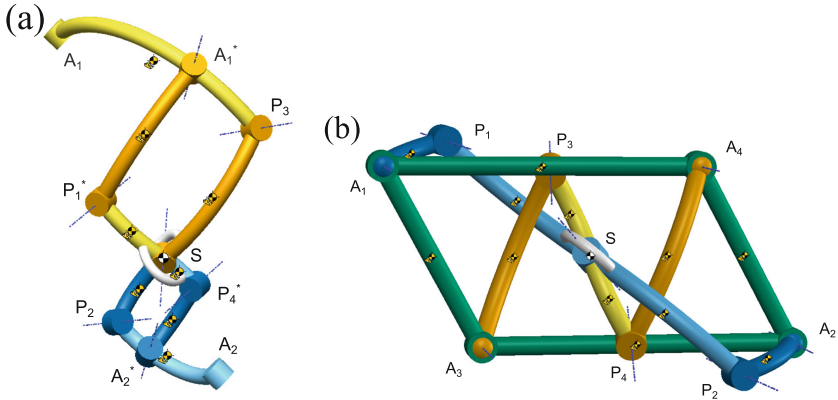 (a)
A₁
A₁*
P₃
P₁*
S
P₂
P₄*
A₂*
A₂
(b)
P₁
P₃
A₄
A₁
S
A₃
P₄
P₂
A₂